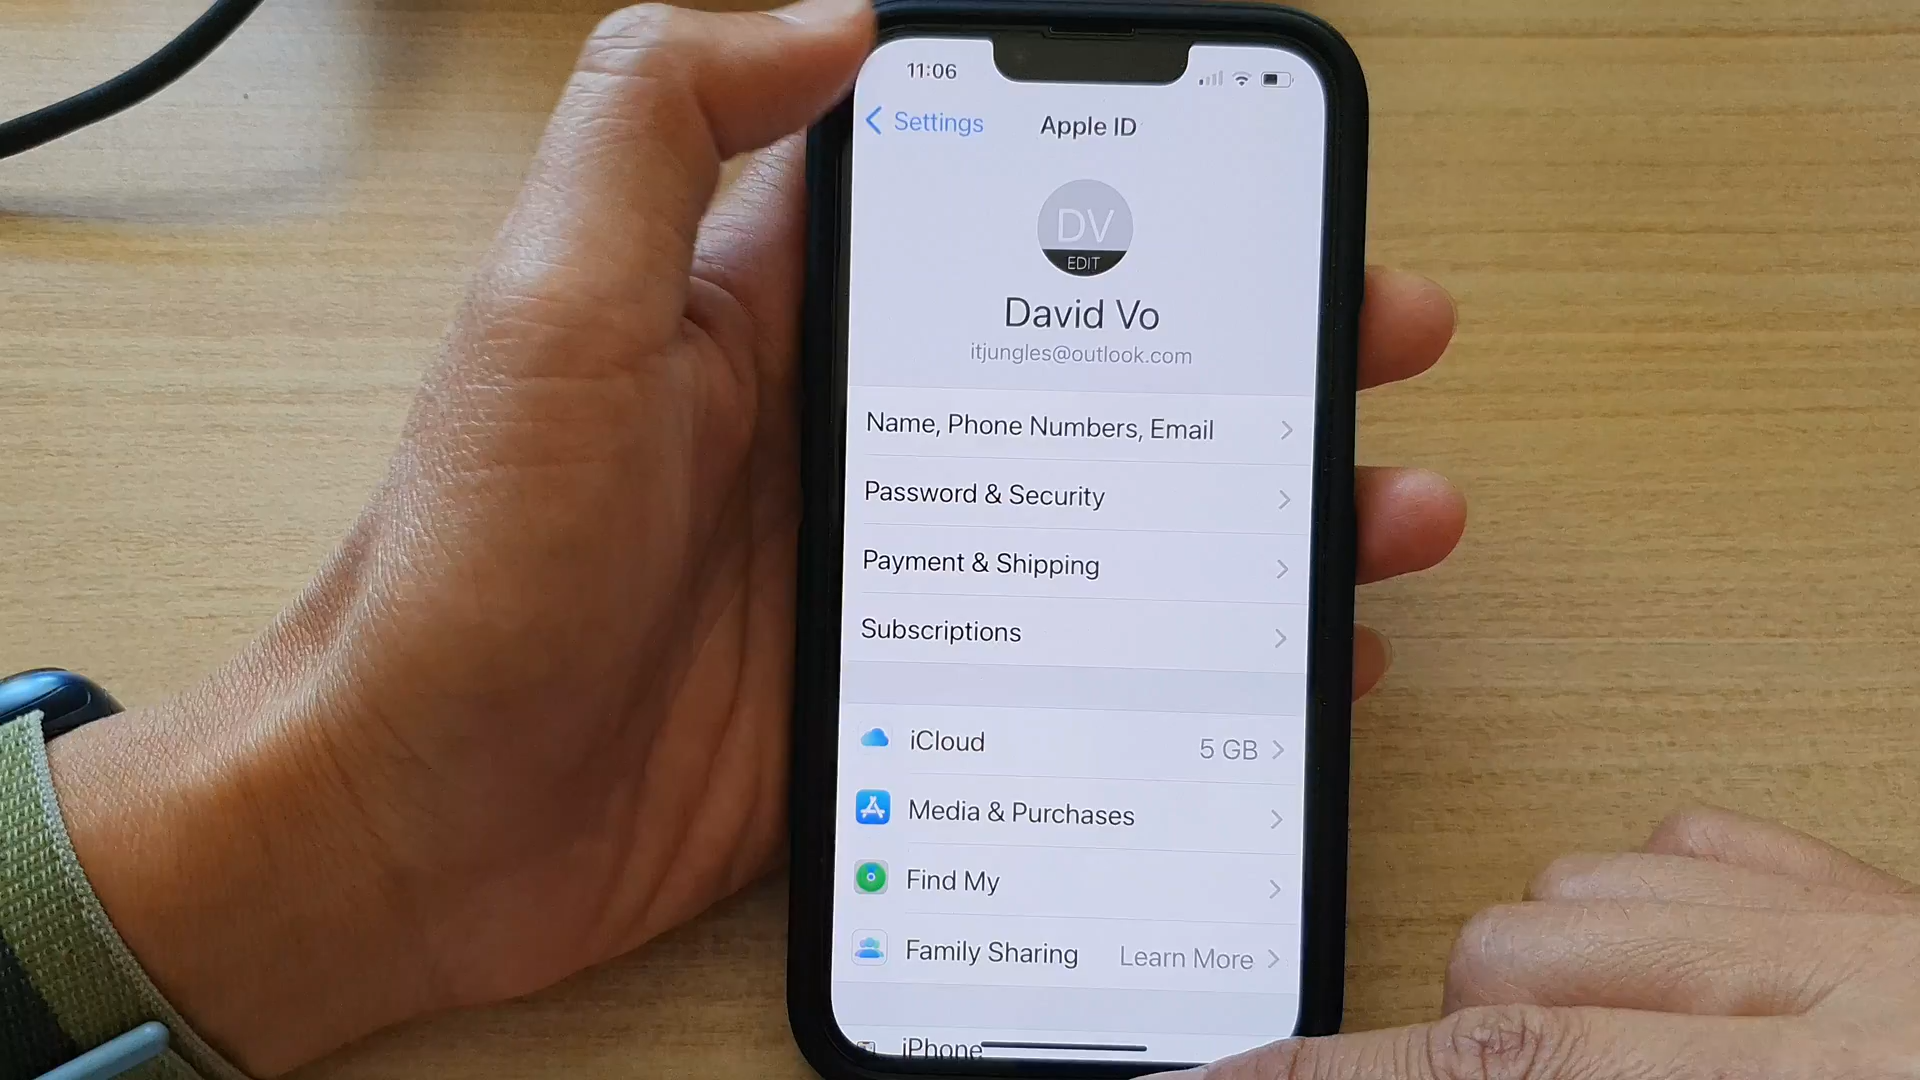 11:06
Settings
Apple ID
DV
EDIT
David Vo
itjungles@outlook.com
Name, Phone Numbers, Email
Password & Security
Payment & Shipping
Subscriptions
iCloud 5 GB
Media & Purchases
Find My
Family Sharing Learn More
iPhone